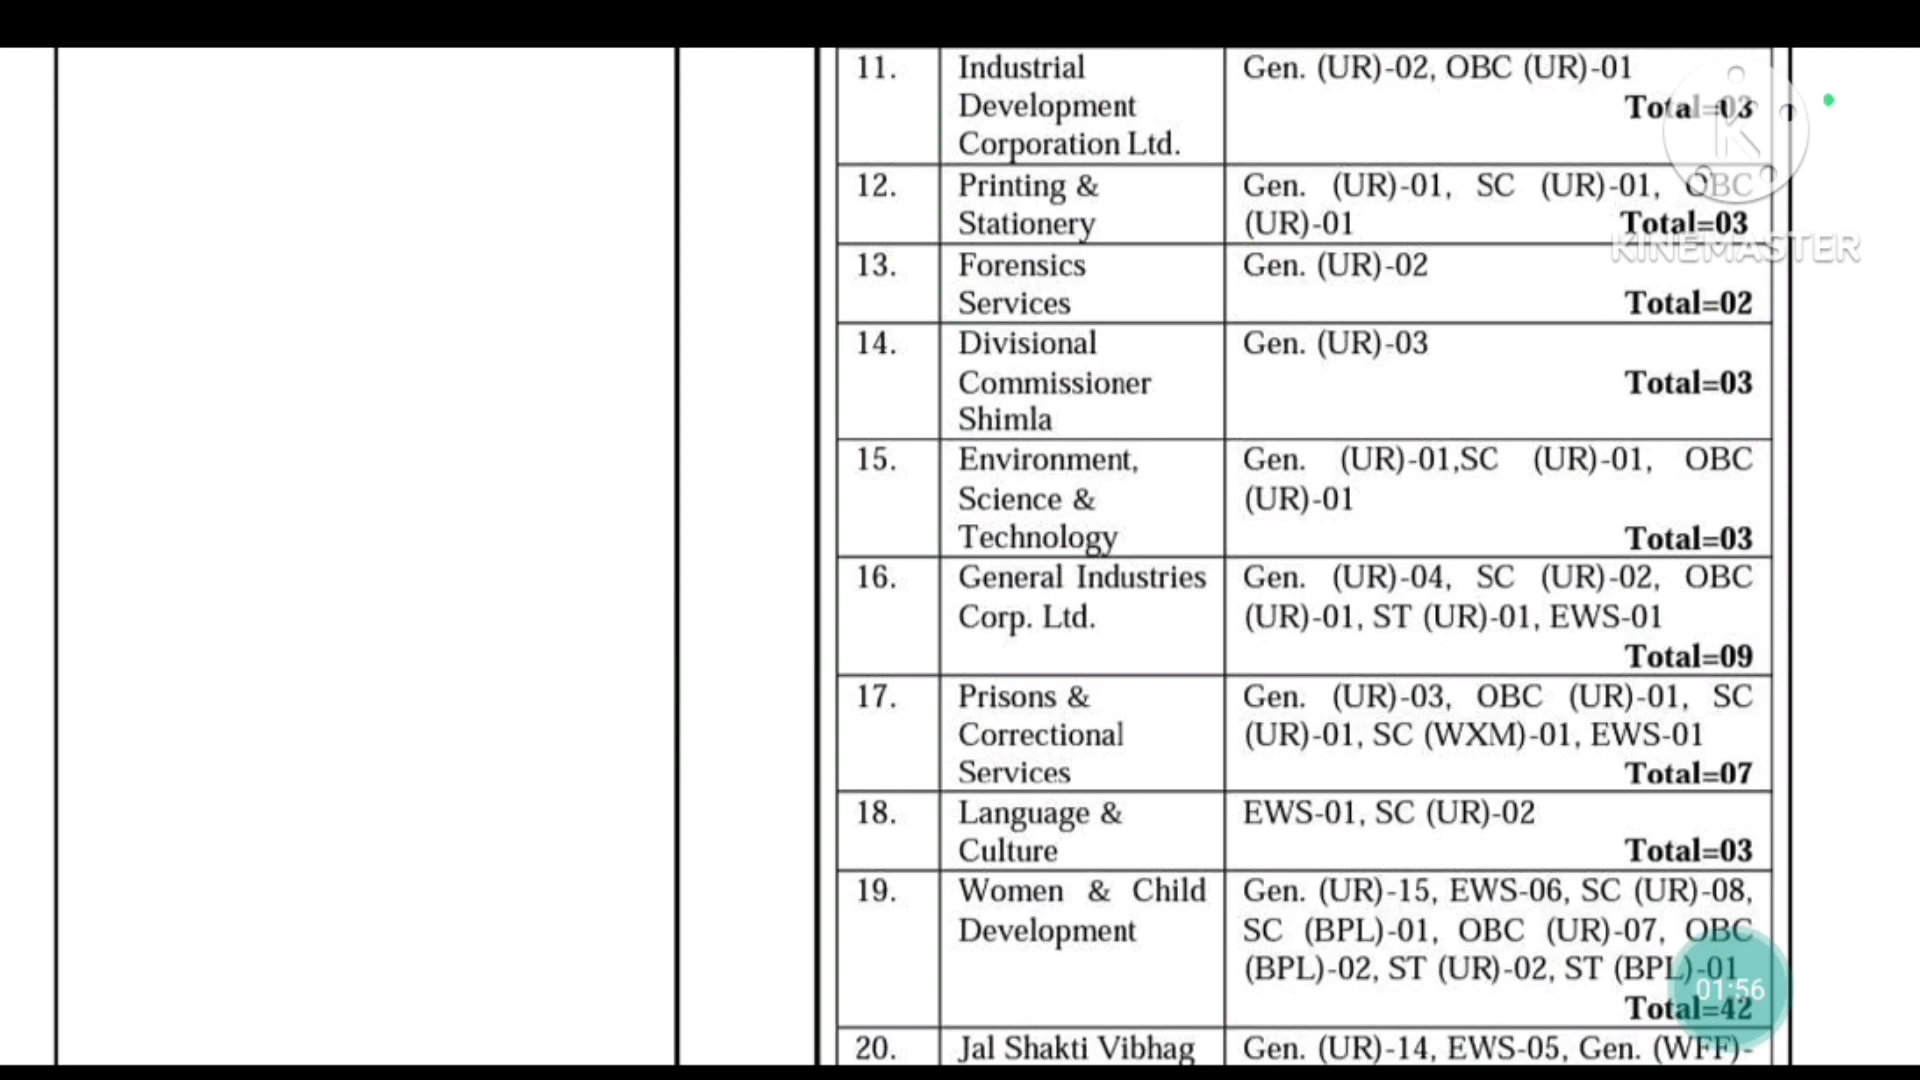 11. Industrial Gen. (UR)-02, OBC (UR)-01
Development Total=03
Corporation Ltd.
12. Printing & Gen. (UR)-01, SC (UR)-01, OBC
Stationery (UR)-01 Total=03
KINEMASTER
13. Forensics Gen. (UR)-02
Services Total=02
14. Divisional Gen. (UR)-03
Commissioner Total=03
Shimla
15. Environment, Gen. (UR)-01,SC (UR)-01, OBC
Science & (UR)-01
Technology Total=03
16. General Industries Gen. (UR)-04, SC (UR)-02, OBC
Corp. Ltd. (UR)-01, ST (UR)-01, EWS-01
Total=09
17. Prisons & Gen. (UR)-03, OBC (UR)-01, SC
Correctional (UR)-01, SC (WXM)-01, EWS-01
Services Total=07
18. Language & EWS-01, SC (UR)-02
Culture Total=03
19. Women & Child Gen. (UR)-15, EWS-06, SC (UR)-08,
Development SC (BPL)-01, OBC (UR)-07, OBC
(BPL)-02, ST (UR)-02, ST (BPL)-01
01:56
Total=42
20. Jal Shakti Vibhag Gen. (UR)-14, EWS-05, Gen. (WFF)-